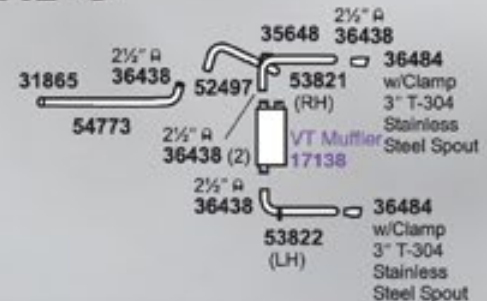 2½" A
35648
36438
36484
w/Clamp
3" T-304
Stainless
Steel Spout
2½" A
31865
36438
52497
53821
(RH)
54773
2½" A
36438 (2)
VT Muffler
17138
2½" A
36438
53822
(LH)
36484
w/Clamp
3" T-304
Stainless
Steel Spout